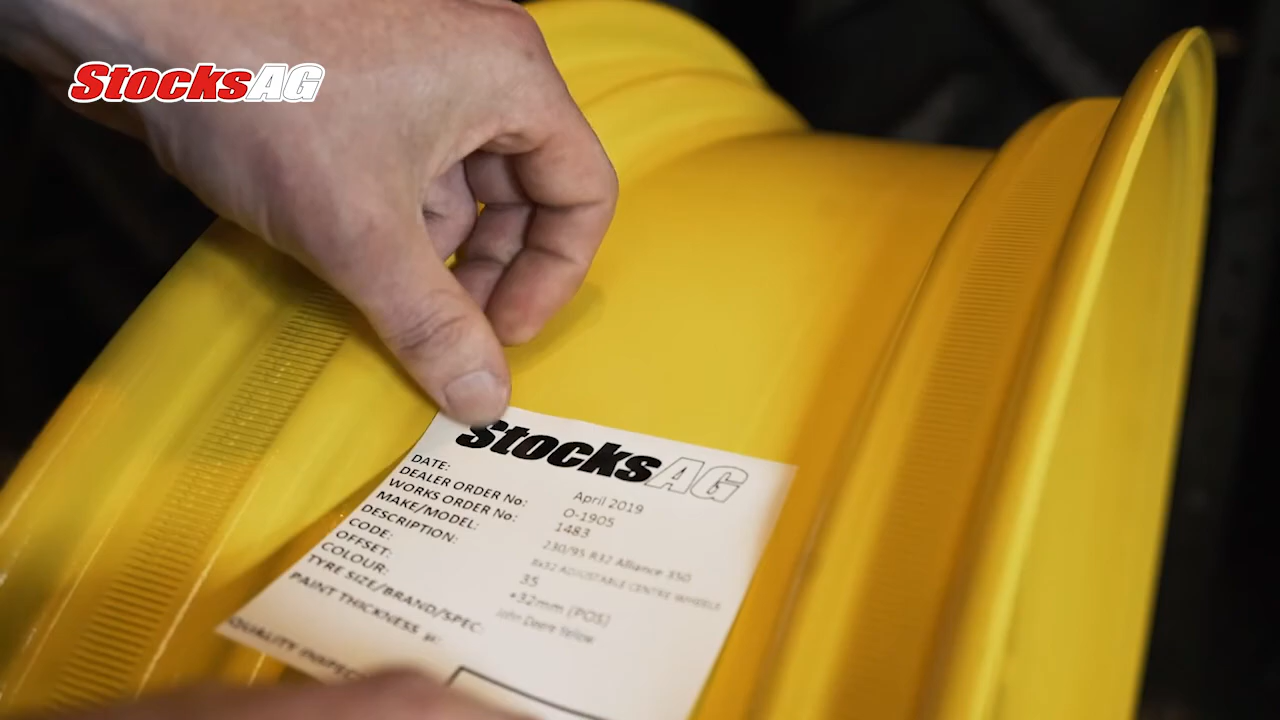 StocksAG
StocksAG
DATE:
April 2019
DEALER ORDER No:
O-1905
WORKS ORDER No:
1483
MAKE/MODEL:
230/95 R32 Alliance 350
DESCRIPTION:
8x32 ADJUSTABLE CENTRE WHEELS
CODE:
35
OFFSET:
+32mm (POS)
COLOUR:
John Deere Yellow
TYRE SIZE/BRAND/SPEC:
PAINT THICKNESS µ:
QUALITY INSPEC